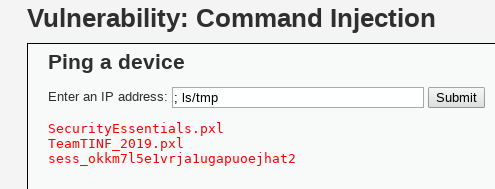 Vulnerability: Command Injection
Ping a device
Enter an IP address: ; ls/tmp Submit
SecurityEssentials.pxl
TeamTINF_2019.pxl
sess_okkm7l5e1vrja1ugapuoejhat2